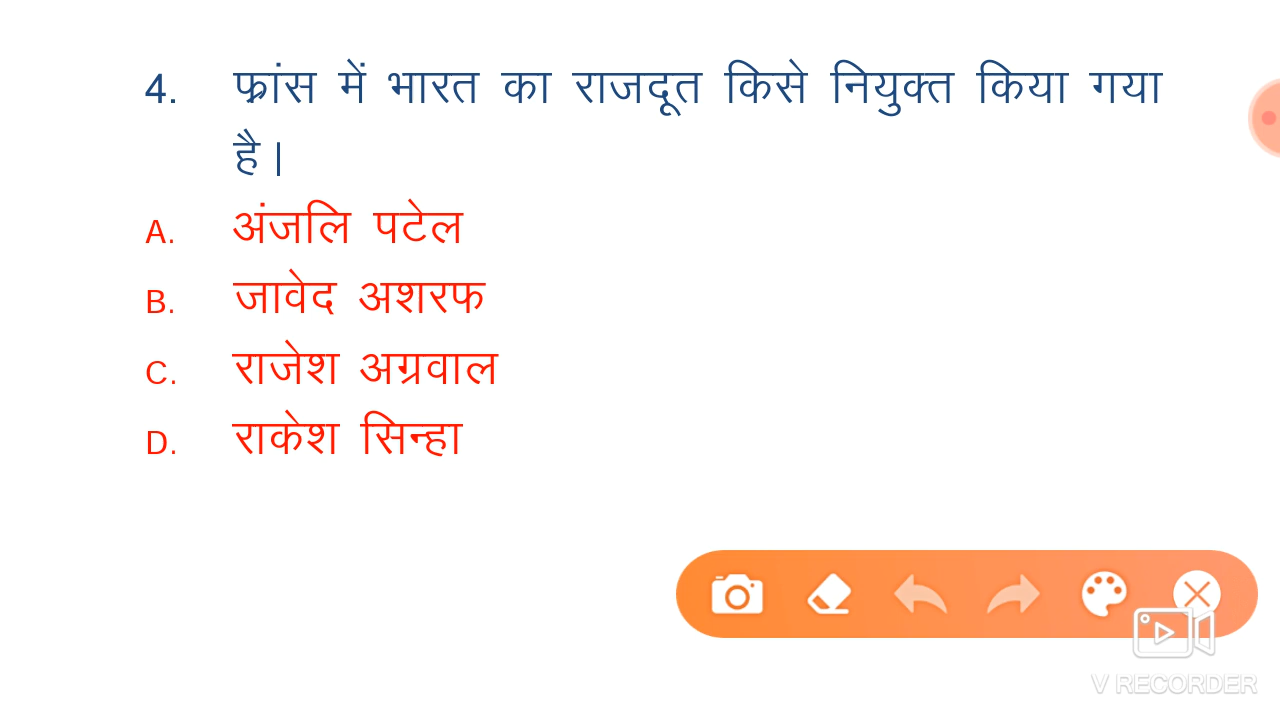 4. फ्रांस में भारत का राजदूत किसे नियुक्त किया गया
है।
A. अंजलि पटेल
B. जावेद अशरफ
C. राजेश अग्रवाल
D. राकेश सिन्हा
V RECORDER